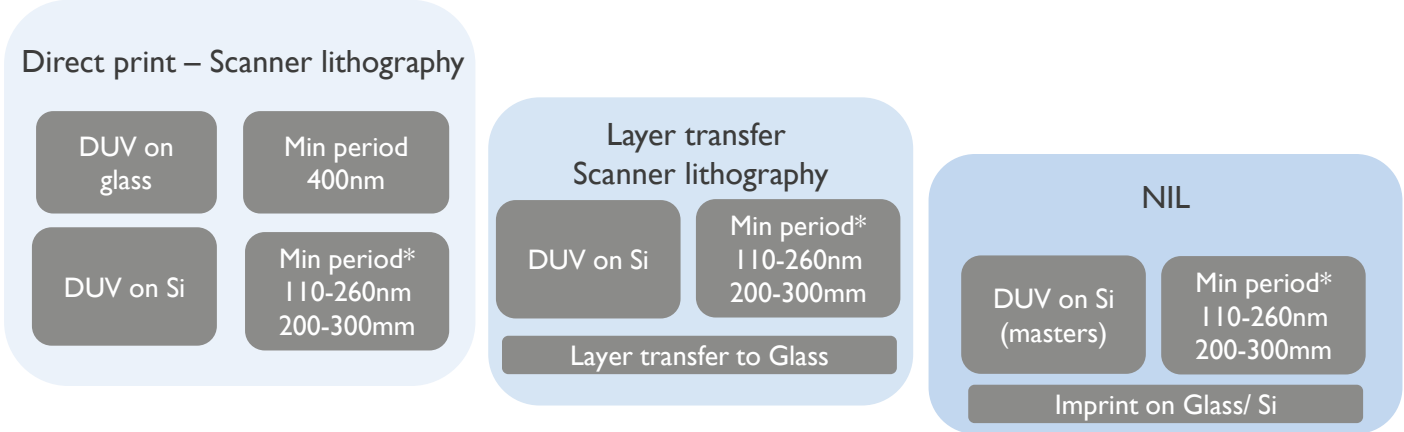 Direct print – Scanner lithography
DUV on
glass
Min period
400nm
DUV on Si
Min period*
110-260nm
200-300mm
Layer transfer
Scanner lithography
DUV on Si
Min period*
110-260nm
200-300mm
Layer transfer to Glass
NIL
DUV on Si
(masters)
Min period*
110-260nm
200-300mm
Imprint on Glass/ Si